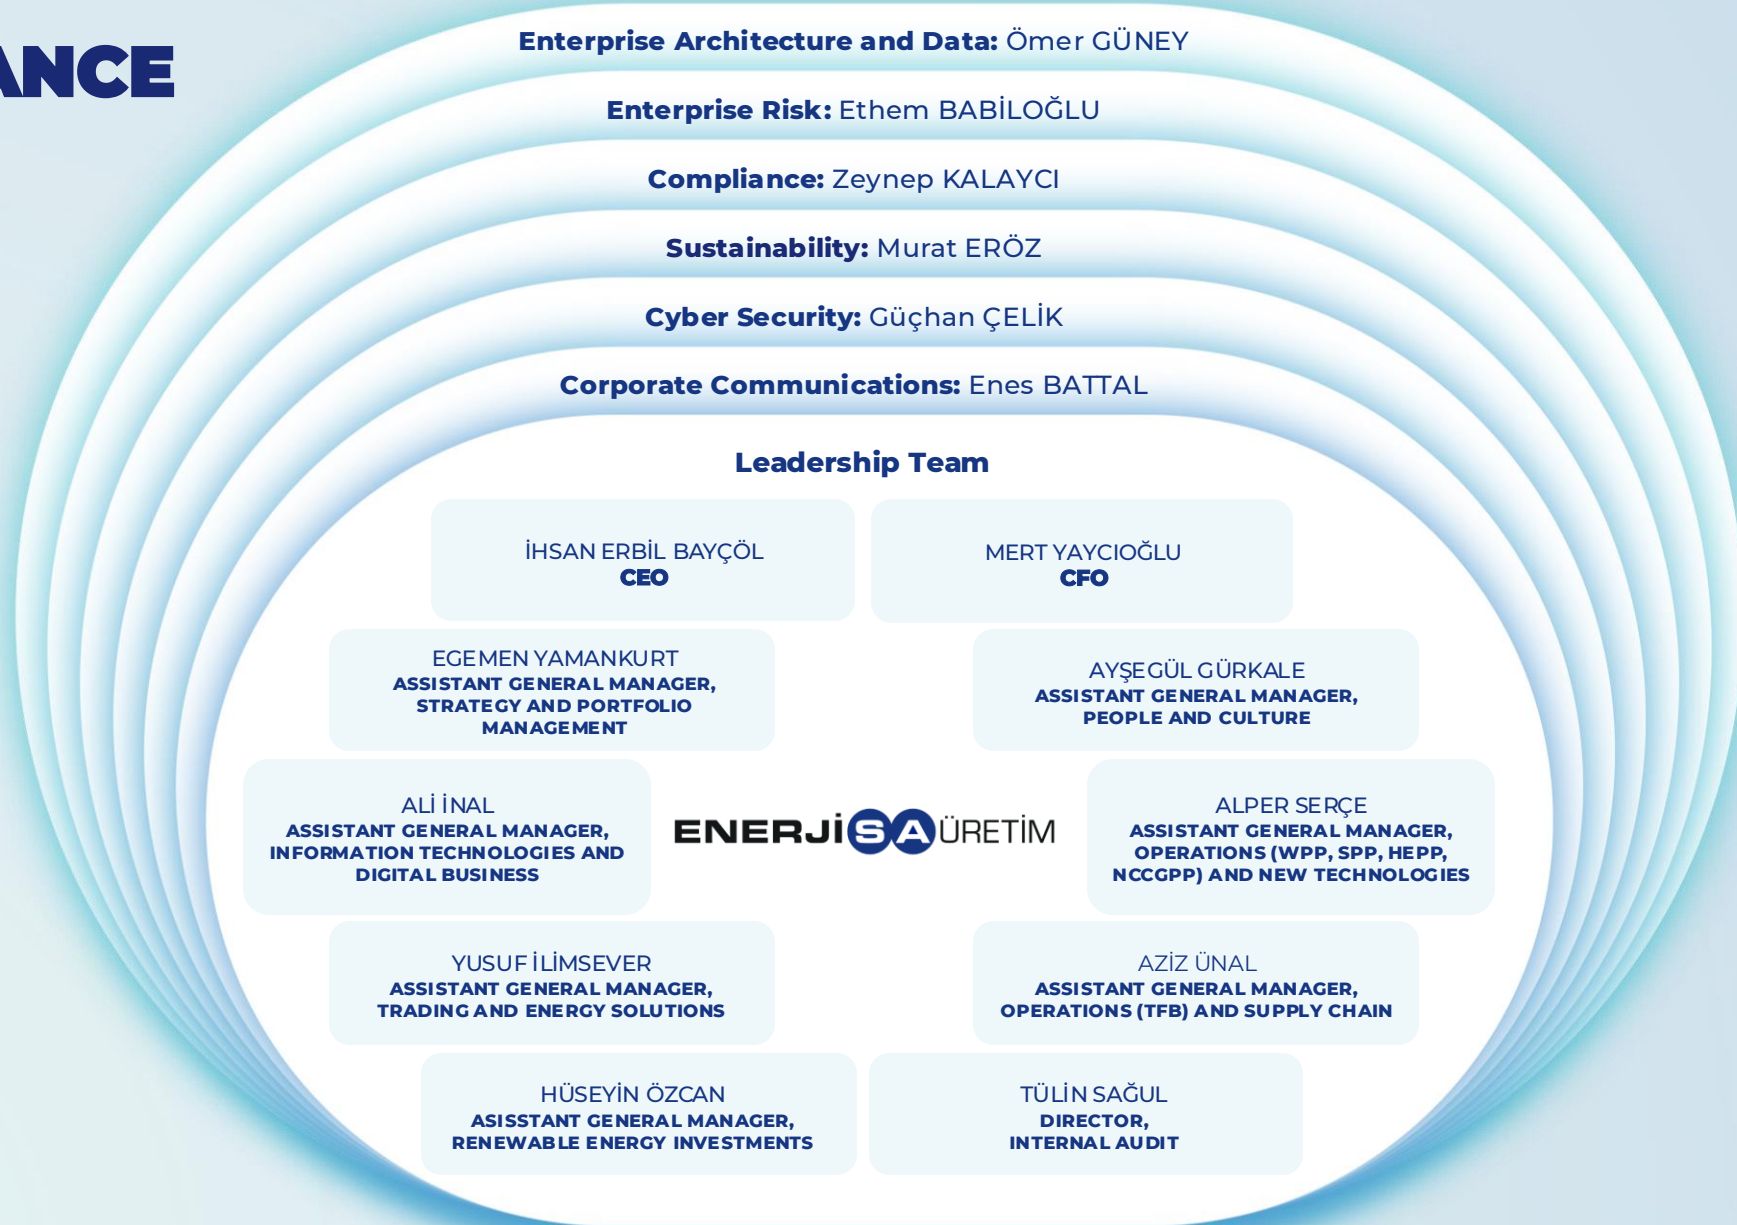 ANCE
Enterprise Architecture and Data: Ömer GÜNEY
Enterprise Risk: Ethem BABİLOĞLU
Compliance: Zeynep KALAYCI
Sustainability: Murat ERÖZ
Cyber Security: Güçhan ÇELİK
Corporate Communications: Enes BATTAL
Leadership Team
İHSAN ERBİL BAYÇÖL
CEO
MERT YAYCIOĞLU
CFO
EGEMEN YAMANKURT
ASSISTANT GENERAL MANAGER,
STRATEGY AND PORTFOLIO
MANAGEMENT
AYŞEGÜL GÜRKALE
ASSISTANT GENERAL MANAGER,
PEOPLE AND CULTURE
ALİ İNAL
ASSISTANT GENERAL MANAGER,
INFORMATION TECHNOLOGIES AND
DIGITAL BUSINESS
ENERJİSA ÜRETİM
ALPER SERÇE
ASSISTANT GENERAL MANAGER,
OPERATIONS (WPP, SPP, HEPP,
NCCGPP) AND NEW TECHNOLOGIES
YUSUF İLİMSEVER
ASSISTANT GENERAL MANAGER,
TRADING AND ENERGY SOLUTIONS
AZİZ ÜNAL
ASSISTANT GENERAL MANAGER,
OPERATIONS (TFB) AND SUPPLY CHAIN
HÜSEYİN ÖZCAN
ASISSTANT GENERAL MANAGER,
RENEWABLE ENERGY INVESTMENTS
TÜLİN SAĞUL
DIRECTOR,
INTERNAL AUDIT